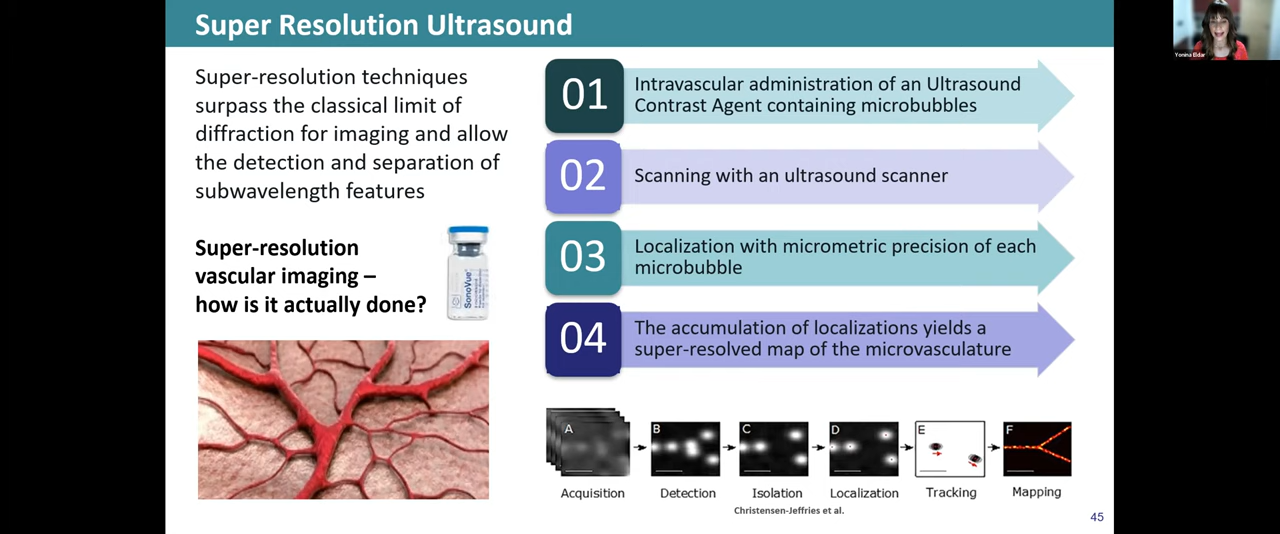 Super Resolution Ultrasound
Super-resolution techniques
surpass the classical limit of
diffraction for imaging and allow
the detection and separation of
subwavelength features
Super-resolution
vascular imaging –
how is it actually done?
SonoVue
01
Intravascular administration of an Ultrasound
Contrast Agent containing microbubbles
02
Scanning with an ultrasound scanner
03
Localization with micrometric precision of each
microbubble
04
The accumulation of localizations yields a
super-resolved map of the microvasculature
A
B
C
D
E
F
Acquisition
Detection
Isolation
Localization
Tracking
Mapping
Christensen-Jeffries et al.
45
Yonina Eldar